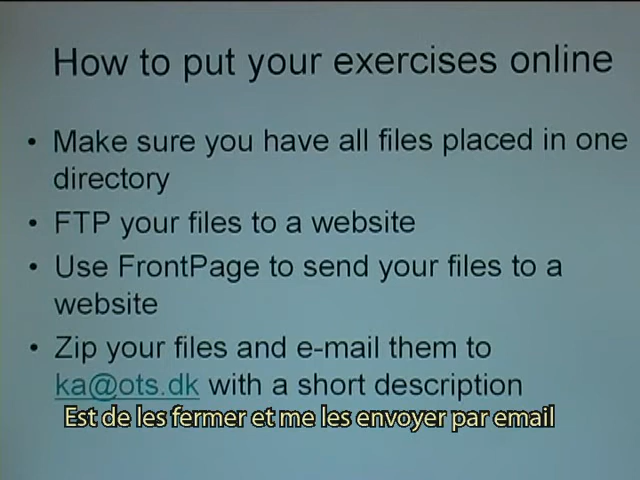 How to put your exercises online
• Make sure you have all files placed in one
directory
• FTP your files to a website
• Use FrontPage to send your files to a
website
• Zip your files and e-mail them to
ka@ots.dk with a short description
Est de les fermer et me les envoyer par email